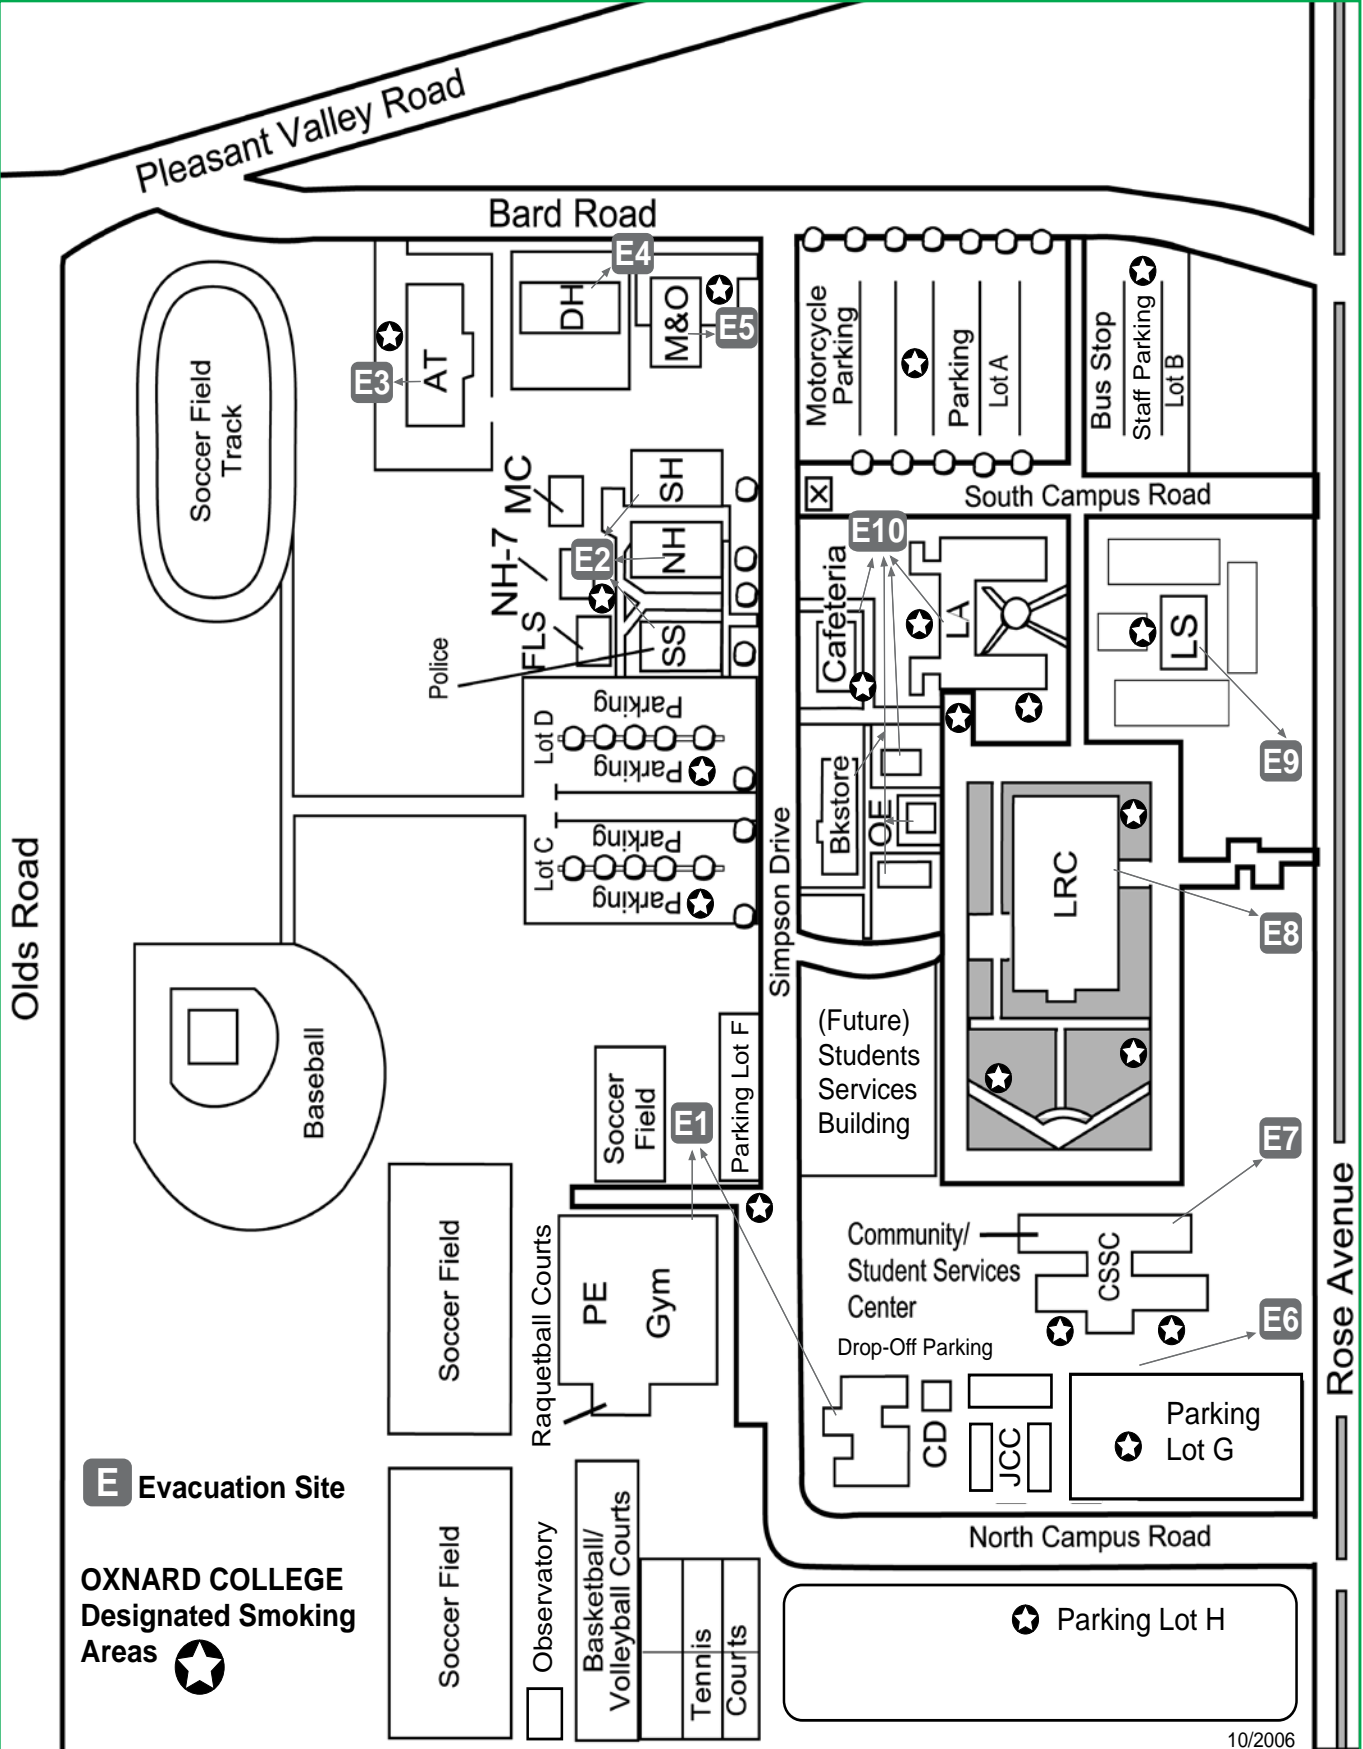 Pleasant Valley Road
Bard Road
E4
DH
M&O
E5
AT
E3
Soccer Field
Track
Motorcycle
Parking
Parking
Lot A
Bus Stop
Staff Parking
Lot B
South Campus Road
MC
SH
NH-7
E2
NH
FLS
SS
Police
E10
Cafeteria
LA
LS
E9
Parking
Lot D
Parking
Parking
Lot C
Parking
Bkstore
OE
LRC
E8
Simpson Drive
Olds Road
Baseball
Soccer
Field
E1
Parking Lot F
(Future)
Students
Services
Building
E7
Community/
Student Services
Center
CSSC
E6
Rose Avenue
Drop-Off Parking
Soccer Field
Raquetball Courts
PE
Gym
CD
JCC
Parking
Lot G
E Evacuation Site
North Campus Road
OXNARD COLLEGE
Designated Smoking
Areas
Soccer Field
Observatory
Basketball/
Volleyball Courts
Tennis
Courts
Parking Lot H
10/2006